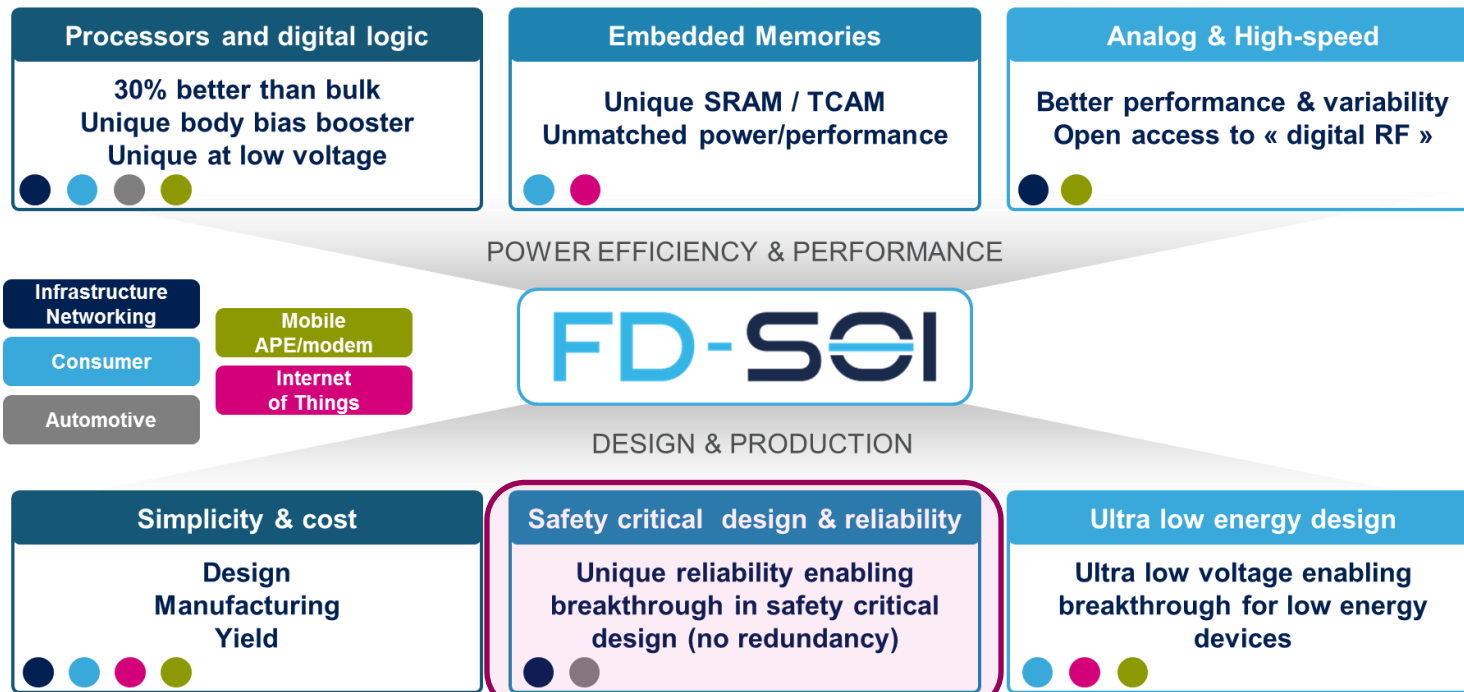 Processors and digital logic
30% better than bulk
Unique body bias booster
Unique at low voltage
Embedded Memories
Unique SRAM / TCAM
Unmatched power/performance
Analog & High-speed
Better performance & variability
Open access to « digital RF »
POWER EFFICIENCY & PERFORMANCE
Infrastructure
Networking
Consumer
Automotive
Mobile
APE/modem
Internet
of Things
FD-SOI
DESIGN & PRODUCTION
Simplicity & cost
Design
Manufacturing
Yield
Safety critical design & reliability
Unique reliability enabling
breakthrough in safety critical
design (no redundancy)
Ultra low energy design
Ultra low voltage enabling
breakthrough for low energy
devices